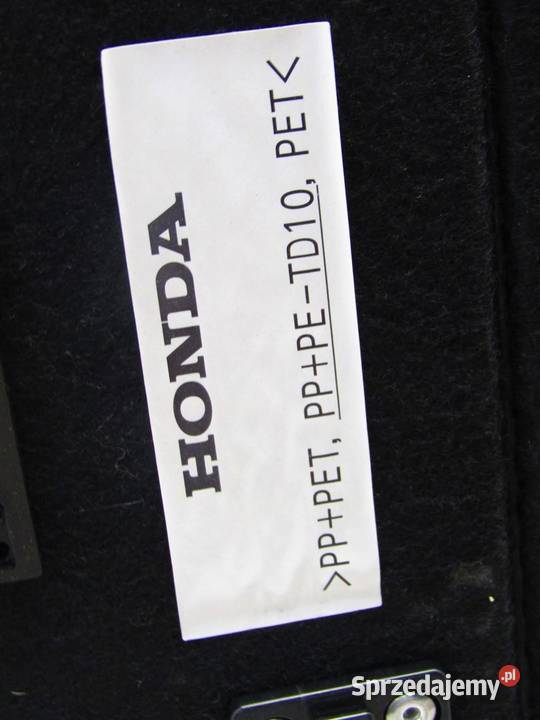 HONDA
>PP+PET, PP+PE-TD10, PET<
Sprzedajemy.pl